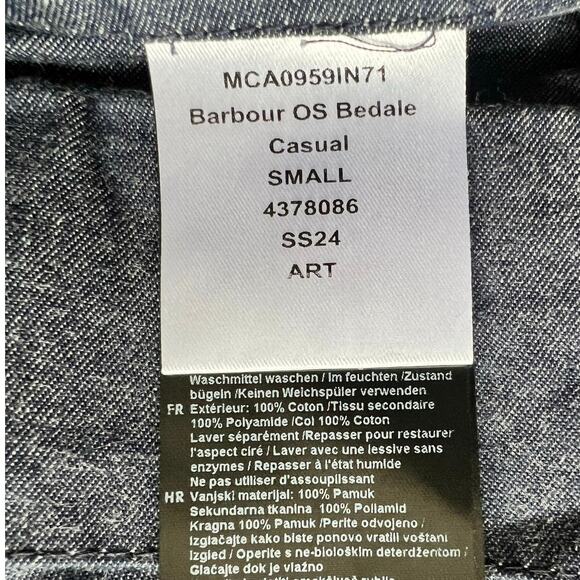 MCA0959IN71
Barbour OS Bedale
Casual
SMALL
4378086
SS24
ART
Waschmittel waschen / Im feuchten /Zustand
bügeln /Keinen Weichspüler verwenden
FR Extérieur: 100% Coton /Tissu secondaire
100% Polyamide /Col 100% Coton
Laver séparément /Repasser pour restaurer
l'aspect ciré / Laver avec une lessive sans
enzymes / Repasser à l'état humide
Ne pas utiliser d'assouplissant
HR Vanjski materijal: 100% Pamuk
Sekundarna tkanina 100% Poliamid
Kragna 100% Pamuk /Perite odvojeno /
Izglačajte kako biste ponovo vratili voštani
izgled / Operite s ne-biološkim deterdžentom /
Glačajte dok je vlažno